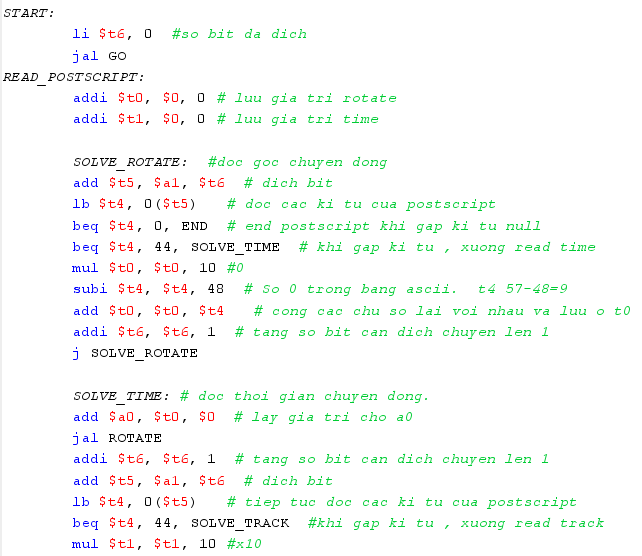 START:
li $t6, 0 #so bit da dich
jal GO
READ_POSTSCRIPT:
addi $t0, $0, 0 # luu gia tri rotate
addi $t1, $0, 0 # luu gia tri time
SOLVE_ROTATE: #doc goc chuyen dong
add $t5, $a1, $t6 # dich bit
lb $t4, 0($t5) # doc cac ki tu cua postscript
beq $t4, 0, END # end postscript khi gap ki tu null
beq $t4, 44, SOLVE_TIME # khi gap ki tu , xuong read time
mul $t0, $t0, 10 #0
subi $t4, $t4, 48 # So 0 trong bang ascii. t4 57-48=9
add $t0, $t0, $t4 # cong cac chu so lai voi nhau va luu o t0
addi $t6, $t6, 1 # tang so bit can dich chuyen len 1
j SOLVE_ROTATE
SOLVE_TIME: # doc thoi gian chuyen dong.
add $a0, $t0, $0 # lay gia tri cho a0
jal ROTATE
addi $t6, $t6, 1 # tang so bit can dich chuyen len 1
add $t5, $a1, $t6 # dich bit
lb $t4, 0($t5) # tiep tuc doc cac ki tu cua postscript
beq $t4, 44, SOLVE_TRACK #khi gap ki tu , xuong read track
mul $t1, $t1, 10 #x10